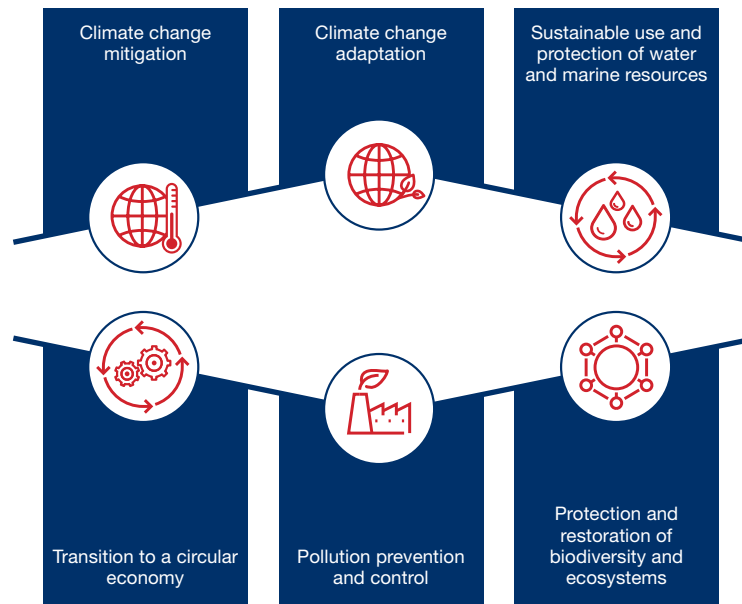 Climate change
mitigation
Climate change
adaptation
Sustainable use and
protection of water
and marine resources
Transition to a circular
economy
Pollution prevention
and control
Protection and
restoration of
biodiversity and
ecosystems